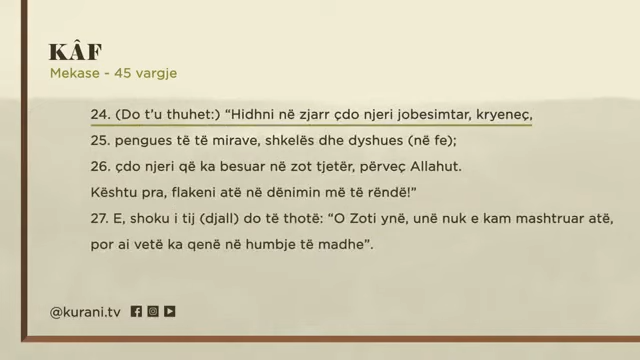 KÂF
Mekase - 45 vargje
24. (Do t’u thuhet:) “Hidhni në zjarr çdo njeri jobesimtar, kryeneç,
25. pengues të të mirave, shkelës dhe dyshues (në fe);
26. çdo njeri që ka besuar në zot tjetër, përveç Allahut.
Kështu pra, flakeni atë në dënimin më të rëndë!”
27. E, shoku i tij (djall) do të thotë: “O Zoti ynë, unë nuk e kam mashtruar atë,
por ai vetë ka qenë në humbje të madhe”.
@kurani.tv